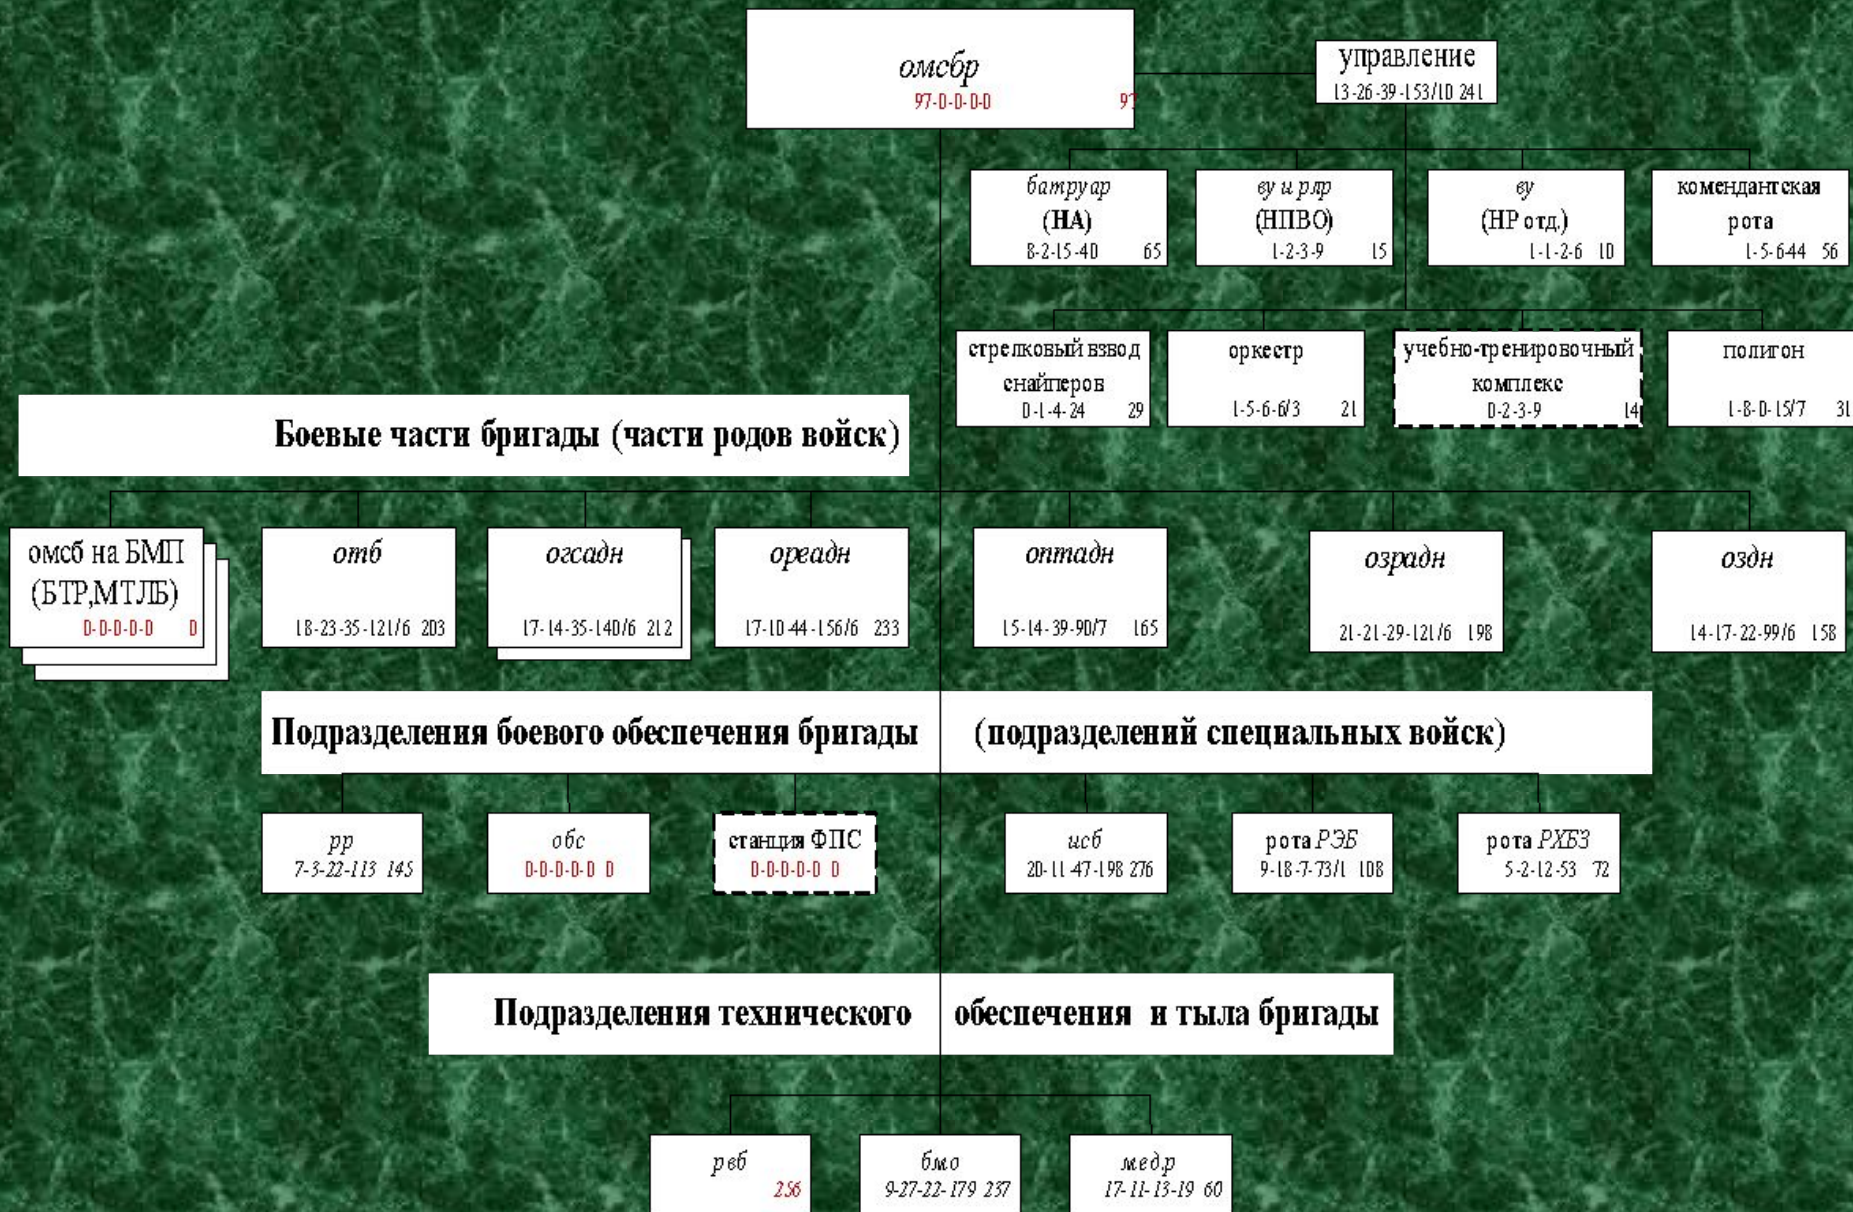 омсбр
97-0-0-0-0 97
управление
13-26-39-153/10 241
батруар
(НА)
8-2-15-40 65
ву и рлр
(НПВО)
1-2-3-9 15
ву
(НР отд.)
1-1-2-6 10
комендантская
рота
1-5-6-44 56
стрелковый взвод
снайперов
0-1-4-24 29
оркестр
1-5-6-6/3 21
учебно-тренировочный
комплекс
0-2-3-9 14
полигон
1-8-0-15/7 31
Боевые части бригады (части родов войск)
омсб на БМП
(БТР,МТЛБ)
0-0-0-0-0 0
отб
18-23-35-121/6 203
огсадн
17-14-35-140/6 212
ореадн
17-10-44-156/6 233
оптадн
15-14-39-90/7 165
озрадн
21-21-29-121/6 198
оздн
14-17-22-99/6 158
Подразделения боевого обеспечения бригады (подразделений специальных войск)
рр
7-3-22-113 145
обс
0-0-0-0-0 0
станция ФПС
0-0-0-0-0 0
исб
20-11-47-198 276
рота РЭБ
9-18-7-73/1 108
рота РХБЗ
5-2-12-53 72
Подразделения технического обеспечения и тыла бригады
рвб
256
бмо
9-27-22-179 237
мед.р
17-11-13-19 60